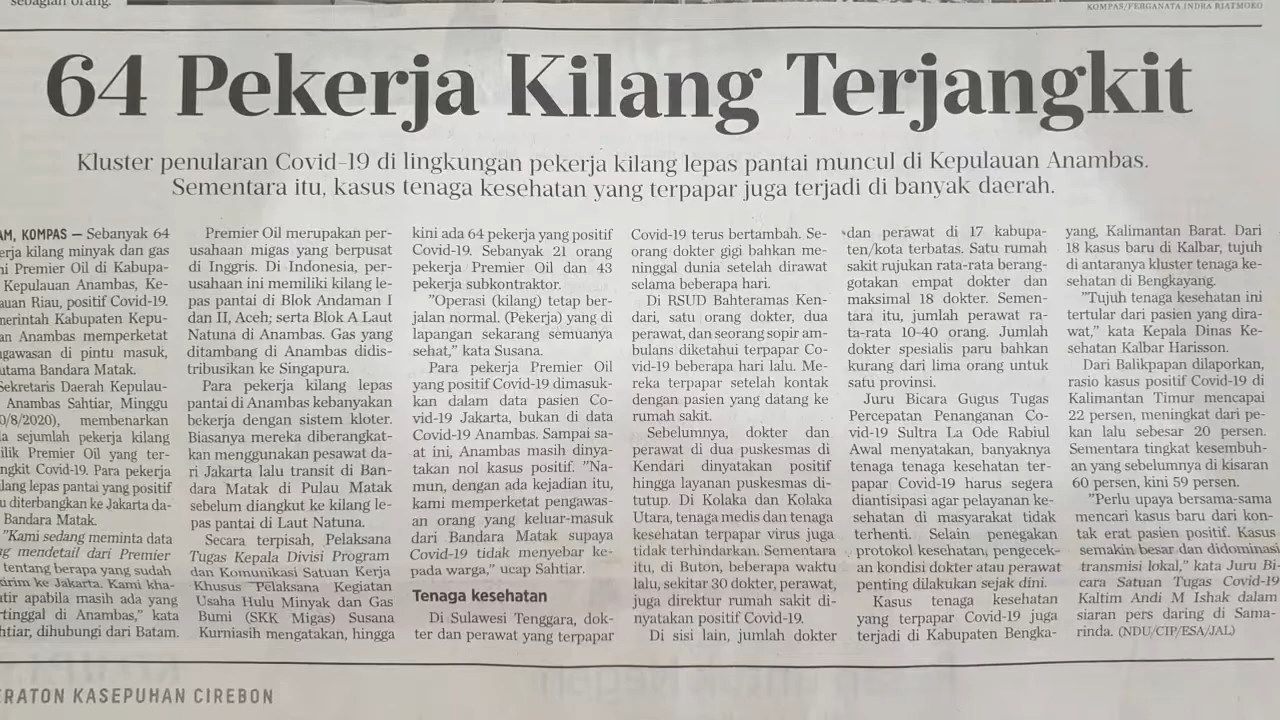 sebagian orang.
KOMPAS/FERGANATA INDRA RIATMOKO
64 Pekerja Kilang Terjangkit
Kluster penularan Covid-19 di lingkungan pekerja kilang lepas pantai muncul di Kepulauan Anambas.
Sementara itu, kasus tenaga kesehatan yang terpapar juga terjadi di banyak daerah.
AM, KOMPAS — Sebanyak 64
erja kilang minyak dan gas
ni Premier Oil di Kabupa-
Kepulauan Anambas, Ke-
auan Riau, positif Covid-19.
merintah Kabupaten Kepu-
an Anambas memperketat
ngawasan di pintu masuk,
utama Bandara Matak.
Sekretaris Daerah Kepulau-
Anambas Sahtiar, Minggu
0/8/2020), membenarkan
a sejumlah pekerja kilang
ilik Premier Oil yang ter-
ngkit Covid-19. Para pekerja
lang lepas pantai yang positif
u diterbangkan ke Jakarta da-
Bandara Matak.
"Kami sedang meminta data
ng mendetail dari Premier
tentang berapa yang sudah
irim ke Jakarta. Kami kha-
tir apabila masih ada yang
rtinggal di Anambas," kata
htiar, dihubungi dari Batam.
Premier Oil merupakan per-
usahaan migas yang berpusat
di Inggris. Di Indonesia, per-
usahaan ini memiliki kilang le-
pas pantai di Blok Andaman I
dan II, Aceh; serta Blok A Laut
Natuna di Anambas. Gas yang
ditambang di Anambas didis-
tribusikan ke Singapura.
Para pekerja kilang lepas
pantai di Anambas kebanyakan
bekerja dengan sistem kloter.
Biasanya mereka diberangkat-
kan menggunakan pesawat da-
ri Jakarta lalu transit di Ban-
dara Matak di Pulau Matak
sebelum diangkut ke kilang le-
pas pantai di Laut Natuna.
Secara terpisah, Pelaksana
Tugas Kepala Divisi Program
dan Komunikasi Satuan Kerja
Khusus Pelaksana Kegiatan
Usaha Hulu Minyak dan Gas
Bumi (SKK Migas) Susana
Kurniasih mengatakan, hingga
kini ada 64 pekerja yang positif
Covid-19. Sebanyak 21 orang
pekerja Premier Oil dan 43
pekerja subkontraktor.
"Operasi (kilang) tetap ber-
jalan normal. (Pekerja) yang di
lapangan sekarang semuanya
sehat," kata Susana.
Para pekerja Premier Oil
yang positif Covid-19 dimasuk-
kan dalam data pasien Co-
vid-19 Jakarta, bukan di data
Covid-19 Anambas. Sampai sa-
at ini, Anambas masih dinya-
takan nol kasus positif. "Na-
mun, dengan ada kejadian itu,
kami memperketat pengawas-
an orang yang keluar-masuk
dari Bandara Matak supaya
Covid-19 tidak menyebar ke-
pada warga," ucap Sahtiar.
Tenaga kesehatan
Di Sulawesi Tenggara, dok-
ter dan perawat yang terpapar
Covid-19 terus bertambah. Se-
orang dokter gigi bahkan me-
ninggal dunia setelah dirawat
selama beberapa hari.
Di RSUD Bahteramas Ken-
dari, satu orang dokter, dua
perawat, dan seorang sopir am-
bulans diketahui terpapar Co-
vid-19 beberapa hari lalu. Me-
reka terpapar setelah kontak
dengan pasien yang datang ke
rumah sakit.
Sebelumnya, dokter dan
perawat di dua puskesmas di
Kendari dinyatakan positif
hingga layanan puskesmas di-
tutup. Di Kolaka dan Kolaka
Utara, tenaga medis dan tenaga
kesehatan terpapar virus juga
tidak terhindarkan. Sementara
itu, di Buton, beberapa waktu
lalu, sekitar 30 dokter, perawat,
juga direktur rumah sakit di-
nyatakan positif Covid-19.
Di sisi lain, jumlah dokter
dan perawat di 17 kabupa-
ten/kota terbatas. Satu rumah
sakit rujukan rata-rata berang-
gotakan empat dokter dan
maksimal 18 dokter. Semen-
tara itu, jumlah perawat ra-
ta-rata 10-40 orang. Jumlah
dokter spesialis paru bahkan
kurang dari lima orang untuk
satu provinsi.
Juru Bicara Gugus Tugas
Percepatan Penanganan Co-
vid-19 Sultra La Ode Rabiul
Awal menyatakan, banyaknya
tenaga tenaga kesehatan ter-
papar Covid-19 harus segera
diantisipasi agar pelayanan ke-
sehatan di masyarakat tidak
terhenti. Selain penegakan
protokol kesehatan, pengecek-
an kondisi dokter atau perawat
penting dilakukan sejak dini.
Kasus tenaga kesehatan
yang terpapar Covid-19 juga
terjadi di Kabupaten Bengka-
yang, Kalimantan Barat. Dari
18 kasus baru di Kalbar, tujuh
di antaranya kluster tenaga ke-
sehatan di Bengkayang.
"Tujuh tenaga kesehatan ini
tertular dari pasien yang dira-
wat," kata Kepala Dinas Ke-
sehatan Kalbar Harisson.
Dari Balikpapan dilaporkan,
rasio kasus positif Covid-19 di
Kalimantan Timur mencapai
22 persen, meningkat dari pe-
kan lalu sebesar 20 persen.
Sementara tingkat kesembuh-
an yang sebelumnya di kisaran
60 persen, kini 59 persen.
"Perlu upaya bersama-sama
mencari kasus baru dari kon-
tak erat pasien positif. Kasus
semakin besar dan didominasi
transmisi lokal," kata Juru Bi-
cara Satuan Tugas Covid-19
Kaltim Andi M Ishak dalam
siaran pers daring di Sama-
rinda. (NDU/CIP/ESA/JAL)
ERATON KASEPUHAN CIREBON